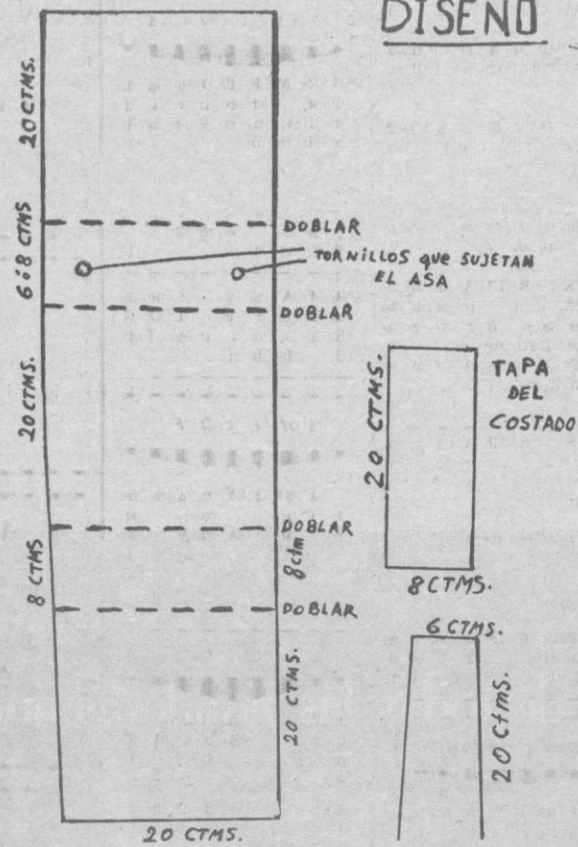 DISEÑO
20 CTMS.
DOBLAR
6 ó 8 CTMS
TORNILLOS que SUJETAN
EL ASA
DOBLAR
20 CTMS.
TAPA
DEL
COSTADO
20 CTMS.
DOBLAR
8 CTMS
8 ctm
DOBLAR
8 CTMS.
6 CTMS.
20 CTMS.
20 CtmS.
20 CTMS.